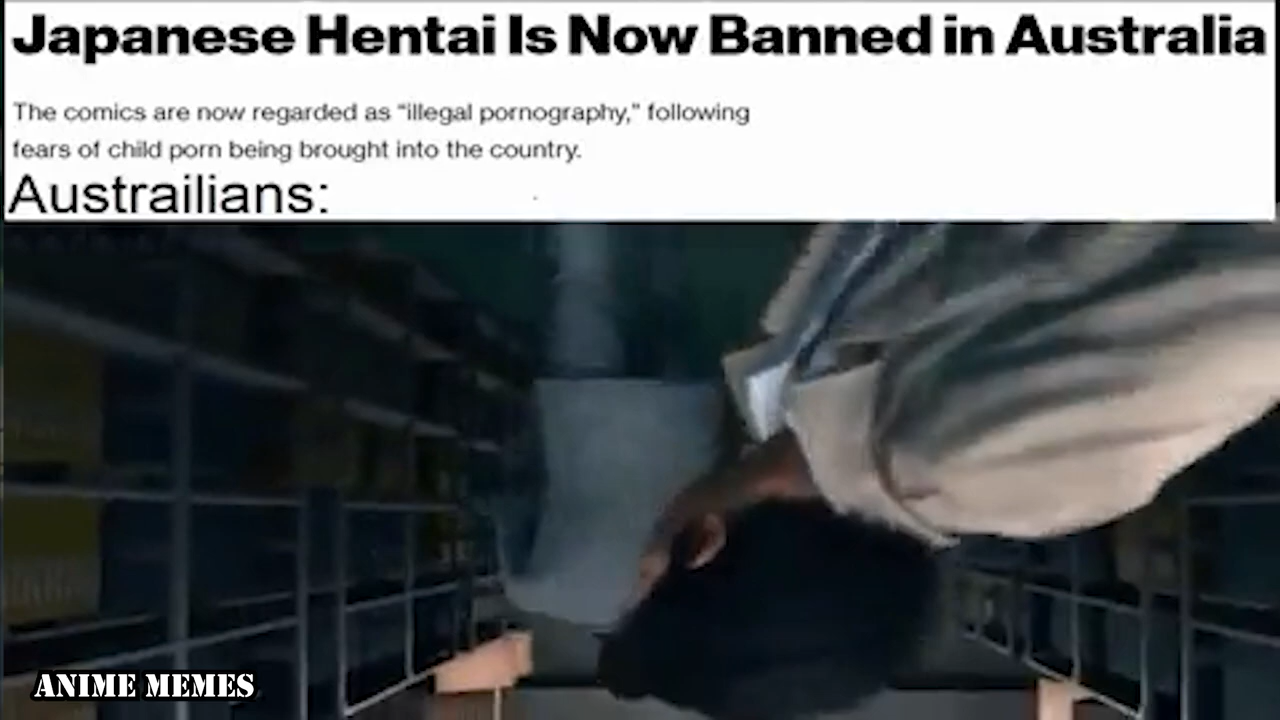 Japanese Hentai Is Now Banned in Australia
The comics are now regarded as “illegal pornography,” following
fears of child porn being brought into the country.
Austrailians:
ANIME MEMES